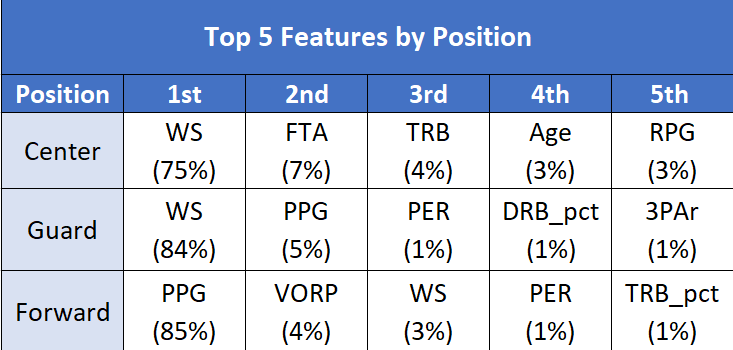 Top 5 Features by Position
Position 1st 2nd 3rd 4th 5th
Center WS FTA TRB Age RPG
(75%) (7%) (4%) (3%) (3%)
Guard WS PPG PER DRB_pct 3PAr
(84%) (5%) (1%) (1%) (1%)
Forward PPG VORP WS PER TRB_pct
(85%) (4%) (3%) (1%) (1%)